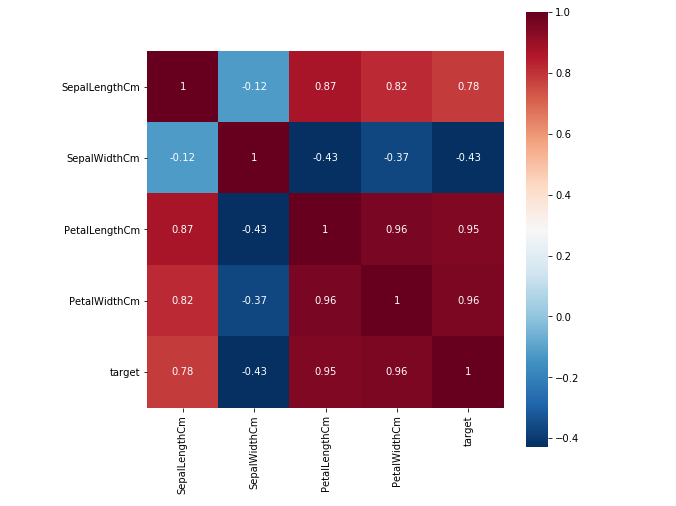 SepalLengthCm 1 -0.12 0.87 0.82 0.78
SepalWidthCm -0.12 1 -0.43 -0.37 -0.43
PetalLengthCm 0.87 -0.43 1 0.96 0.95
PetalWidthCm 0.82 -0.37 0.96 1 0.96
target 0.78 -0.43 0.95 0.96 1
SepalLengthCm
SepalWidthCm
PetalLengthCm
PetalWidthCm
target
1.0
0.8
0.6
0.4
0.2
0.0
−0.2
−0.4